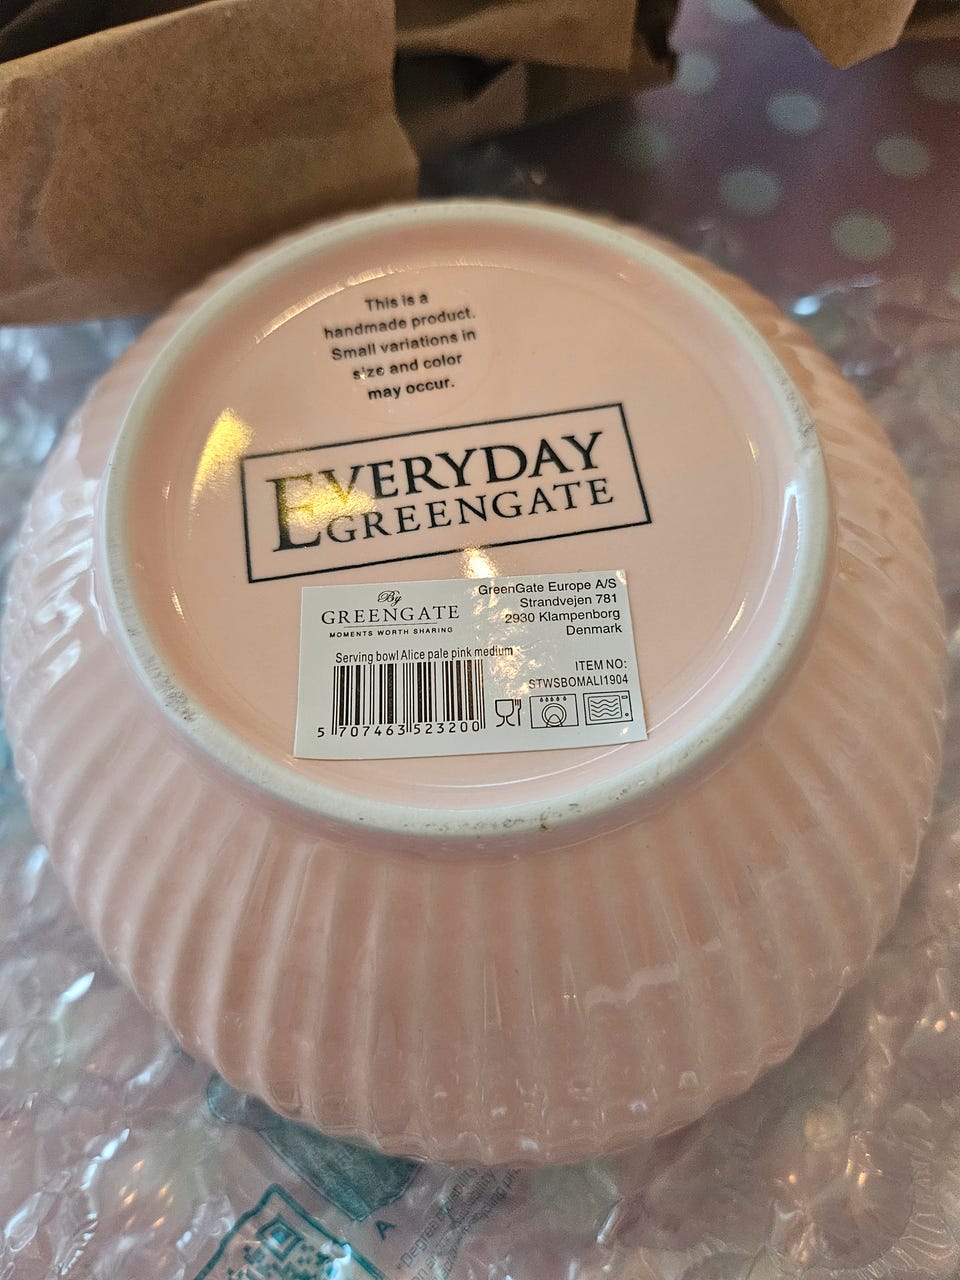 This is a
handmade product.
Small variations in
size and color
may occur.
EVERYDAY
GREENGATE
By
GREENGATE
MOMENTS WORTH SHARING
GreenGate Europe A/S
Strandvejen 781
2930 Klampenborg
Denmark
Serving bowl Alice pale pink medium
ITEM NO:
STWSBOMALI1904
5 707463 523200
A